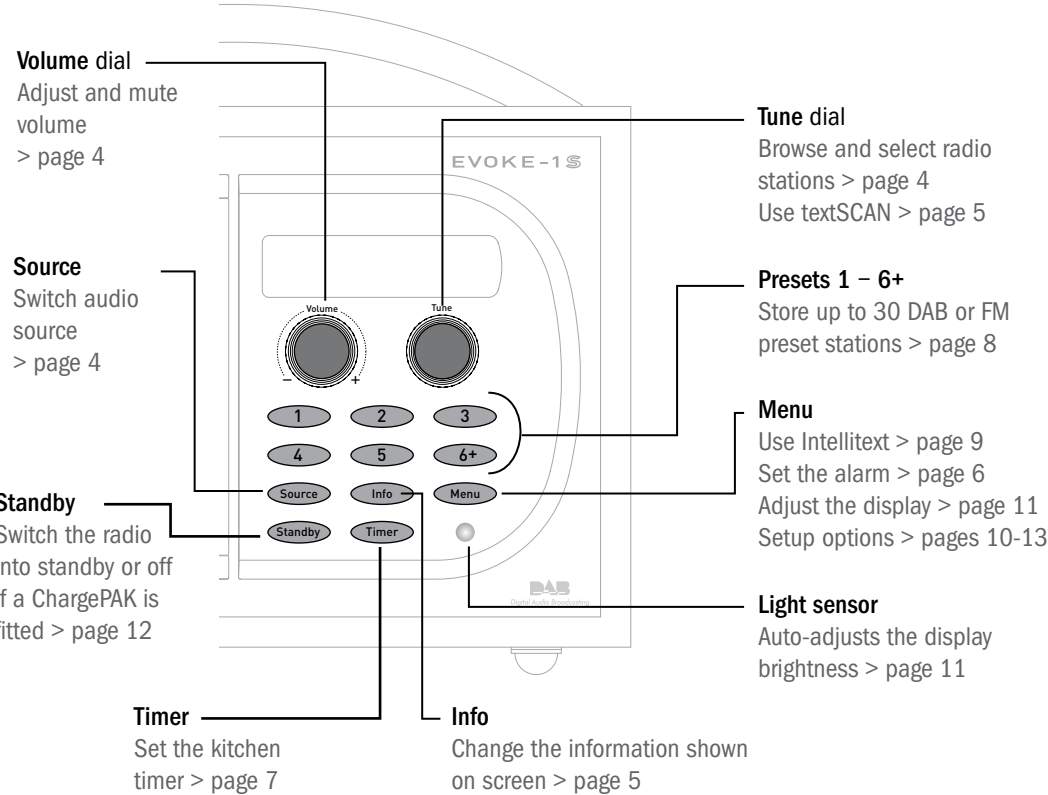 Volume dial
Adjust and mute
volume
> page 4
Tune dial
Browse and select radio
stations > page 4
Use textSCAN > page 5
EVOKE-1S
Source
Switch audio
source
> page 4
Presets 1 – 6+
Store up to 30 DAB or FM
preset stations > page 8
Volume
Tune
– +
1 2 3
4 5 6+
Source Info Menu
Standby Timer
Menu
Use Intellitext > page 9
Set the alarm > page 6
Adjust the display > page 11
Setup options > pages 10-13
Standby
Switch the radio
into standby or off
if a ChargePAK is
fitted > page 12
DAB
Digital Audio Broadcasting
Light sensor
Auto-adjusts the display
brightness > page 11
Timer
Set the kitchen
timer > page 7
Info
Change the information shown
on screen > page 5